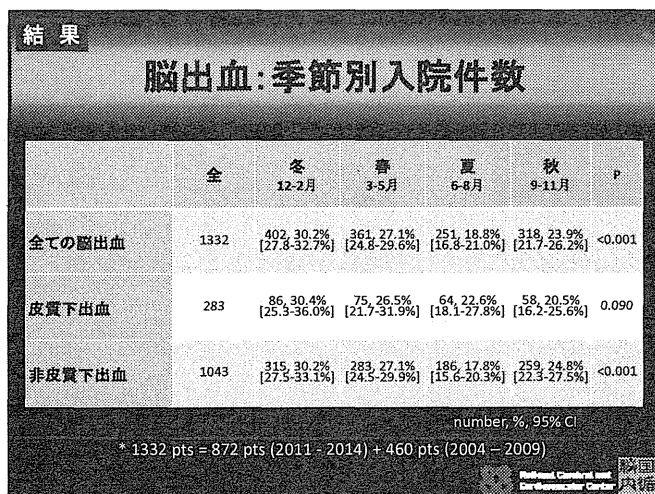 結 果
脳出血:季節別入院件数
全 冬 春 夏 秋 P
12-2月 3-5月 6-8月 9-11月
全ての脳出血 1332 402, 30.2% 361, 27.1% 251, 18.8% 318, 23.9% <0.001
[27.8-32.7%] [24.8-29.6%] [16.8-21.0%] [21.7-26.2%]
皮質下出血 283 86, 30.4% 75, 26.5% 64, 22.6% 58, 20.5% 0.090
[25.3-36.0%] [21.7-31.9%] [18.1-27.8%] [16.2-25.6%]
非皮質下出血 1043 315, 30.2% 283, 27.1% 186, 17.8% 259, 24.8% <0.001
[27.5-33.1%] [24.5-29.9%] [15.6-20.3%] [22.3-27.5%]
number, %, 95% CI
* 1332 pts = 872 pts (2011 - 2014) + 460 pts (2004 – 2009)
National Cerebral and
Cardiovascular Center